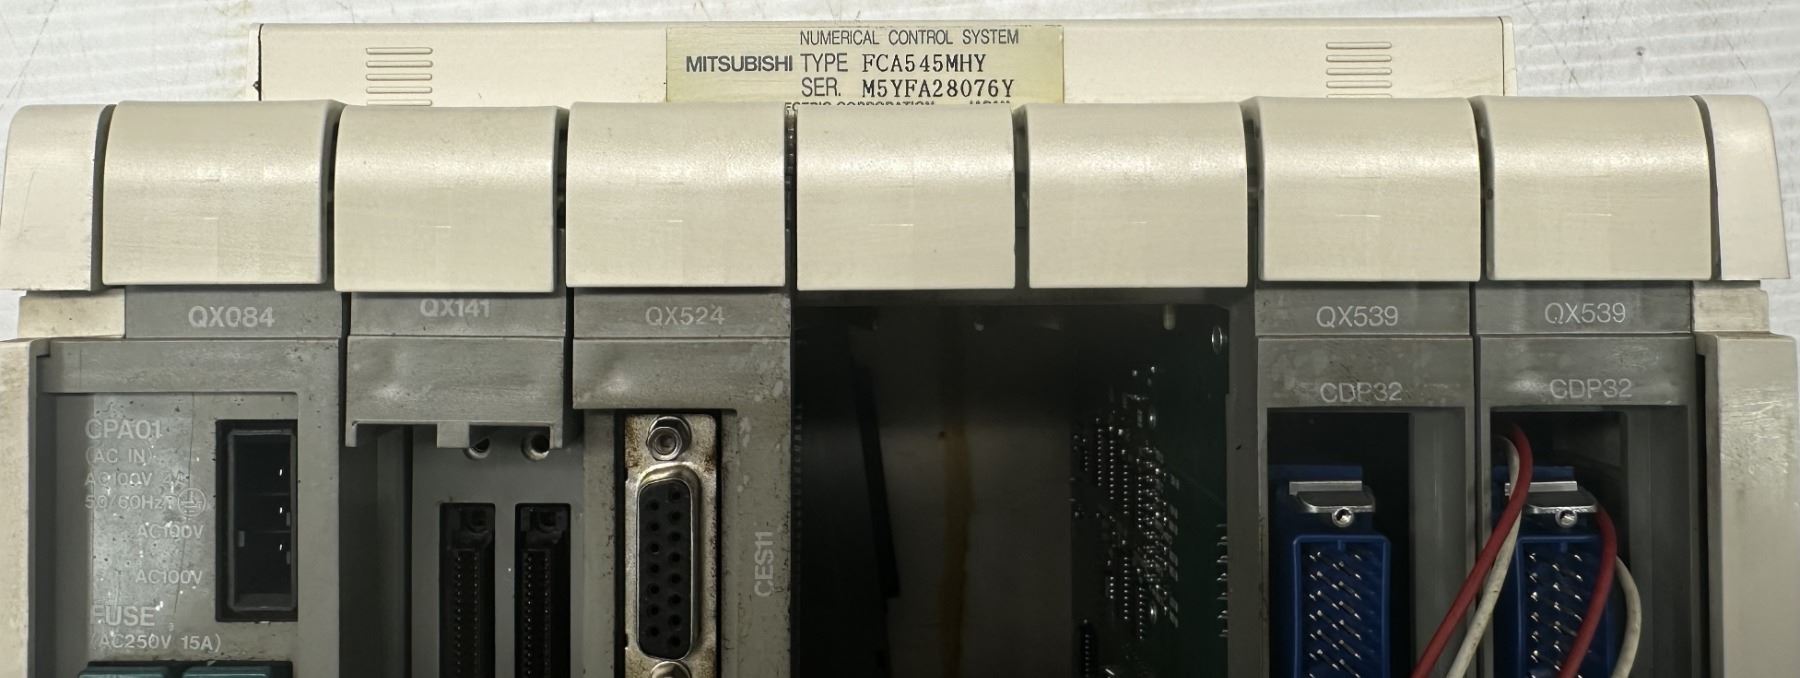 NUMERICAL CONTROL SYSTEM
MITSUBISHI TYPE FCA545MHY
SER. M5YFA28076Y
QX084
QX141
QX524
QX539
QX539
CDP32
CDP32
CPA01
(AC IN)
AC100V
50/60Hz
AC100V
AC100V
CES11
FUSE
(AC250V 15A)